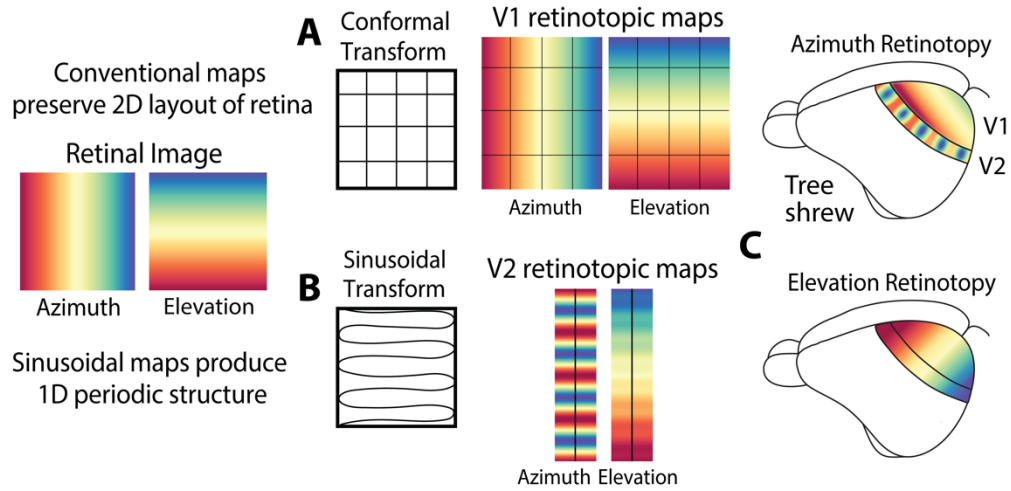 Conventional maps
preserve 2D layout of retina
Retinal Image
Azimuth
Elevation
Sinusoidal maps produce
1D periodic structure
A
Conformal
Transform
V1 retinotopic maps
Azimuth
Elevation
B
Sinusoidal
Transform
V2 retinotopic maps
Azimuth
Elevation
C
Azimuth Retinotopy
V1
V2
Tree
shrew
Elevation Retinotopy